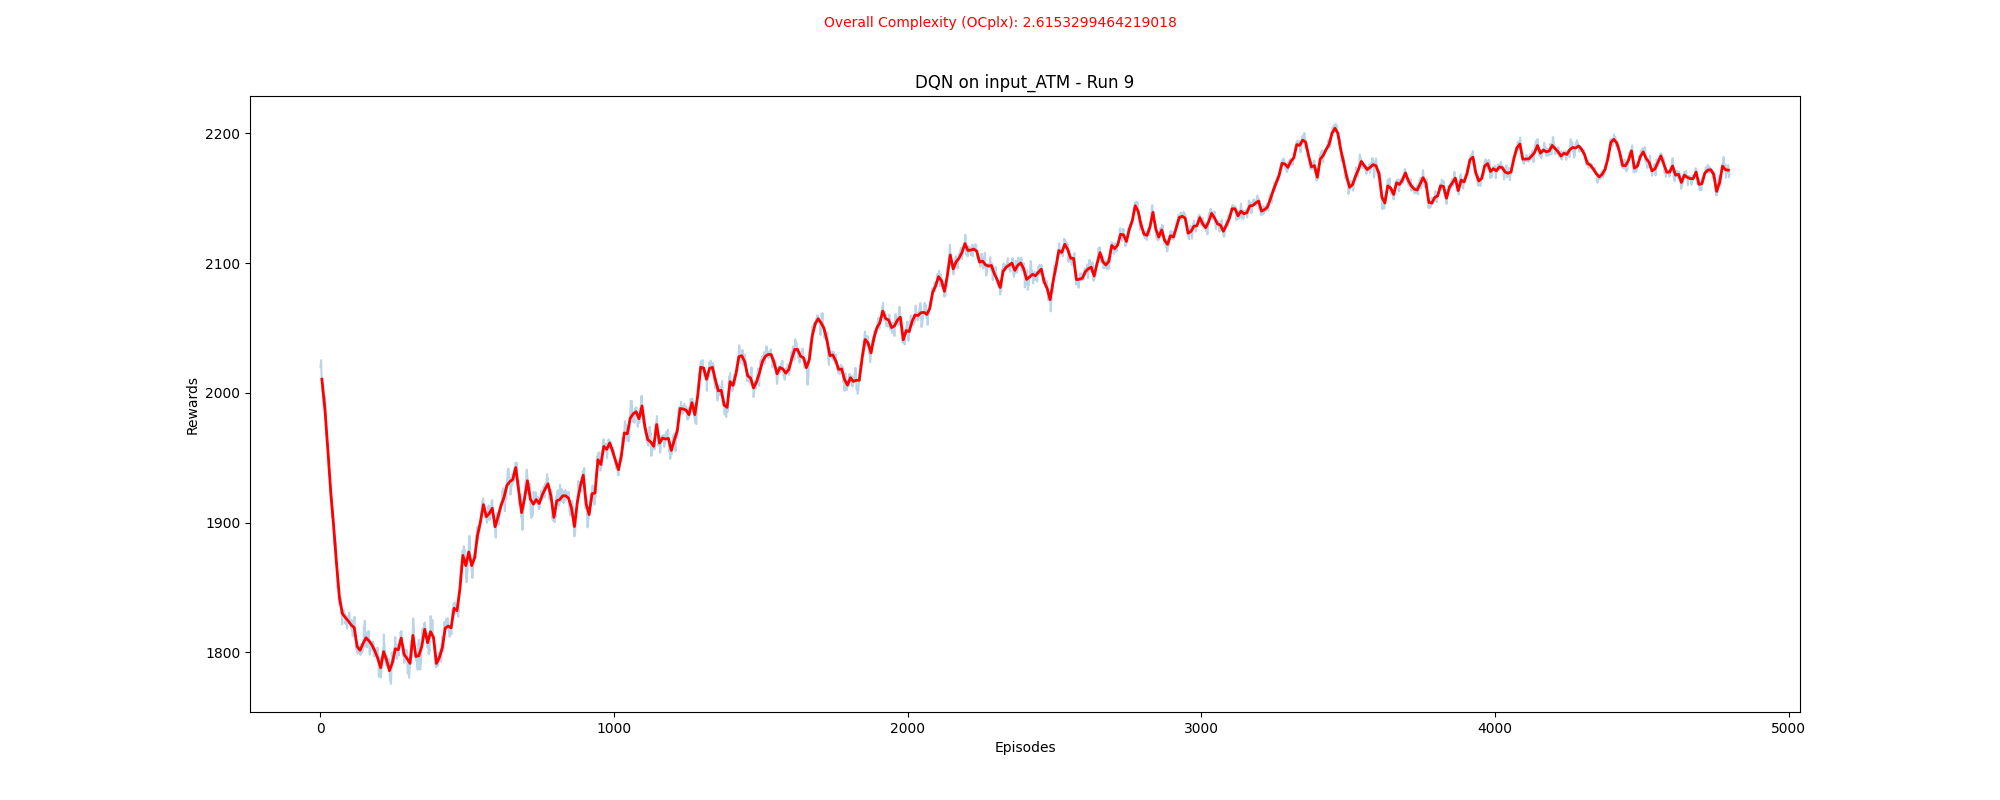 Overall Complexity (OCplx): 2.6153299464219018
DQN on input_ATM - Run 9
2200
2100
2000
1900
1800
Rewards
0
1000
2000
3000
4000
5000
Episodes